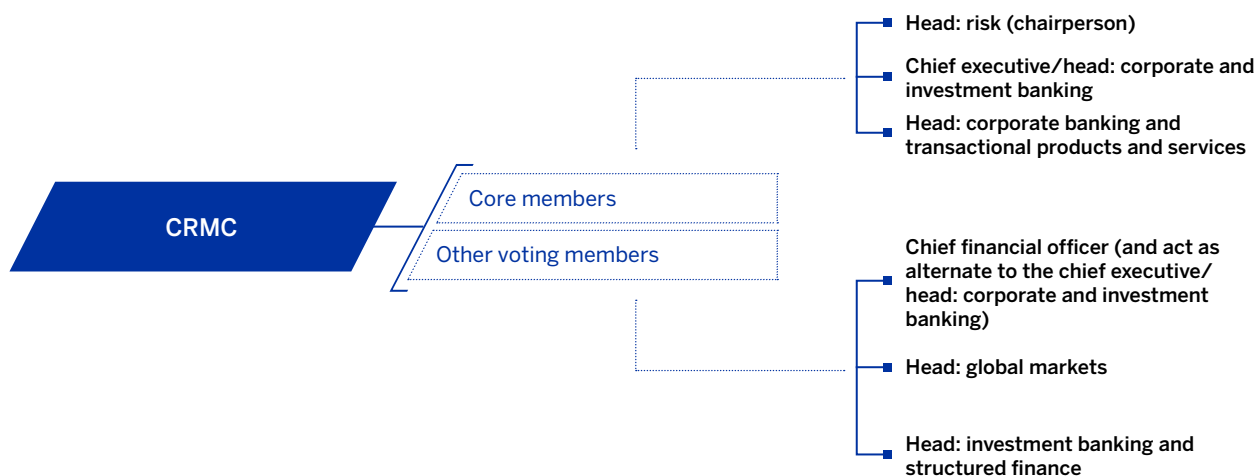 CRMC
Core members
Other voting members
Head: risk (chairperson)
Chief executive/head: corporate and
investment banking
Head: corporate banking and
transactional products and services
Chief financial officer (and act as
alternate to the chief executive/
head: corporate and investment
banking)
Head: global markets
Head: investment banking and
structured finance